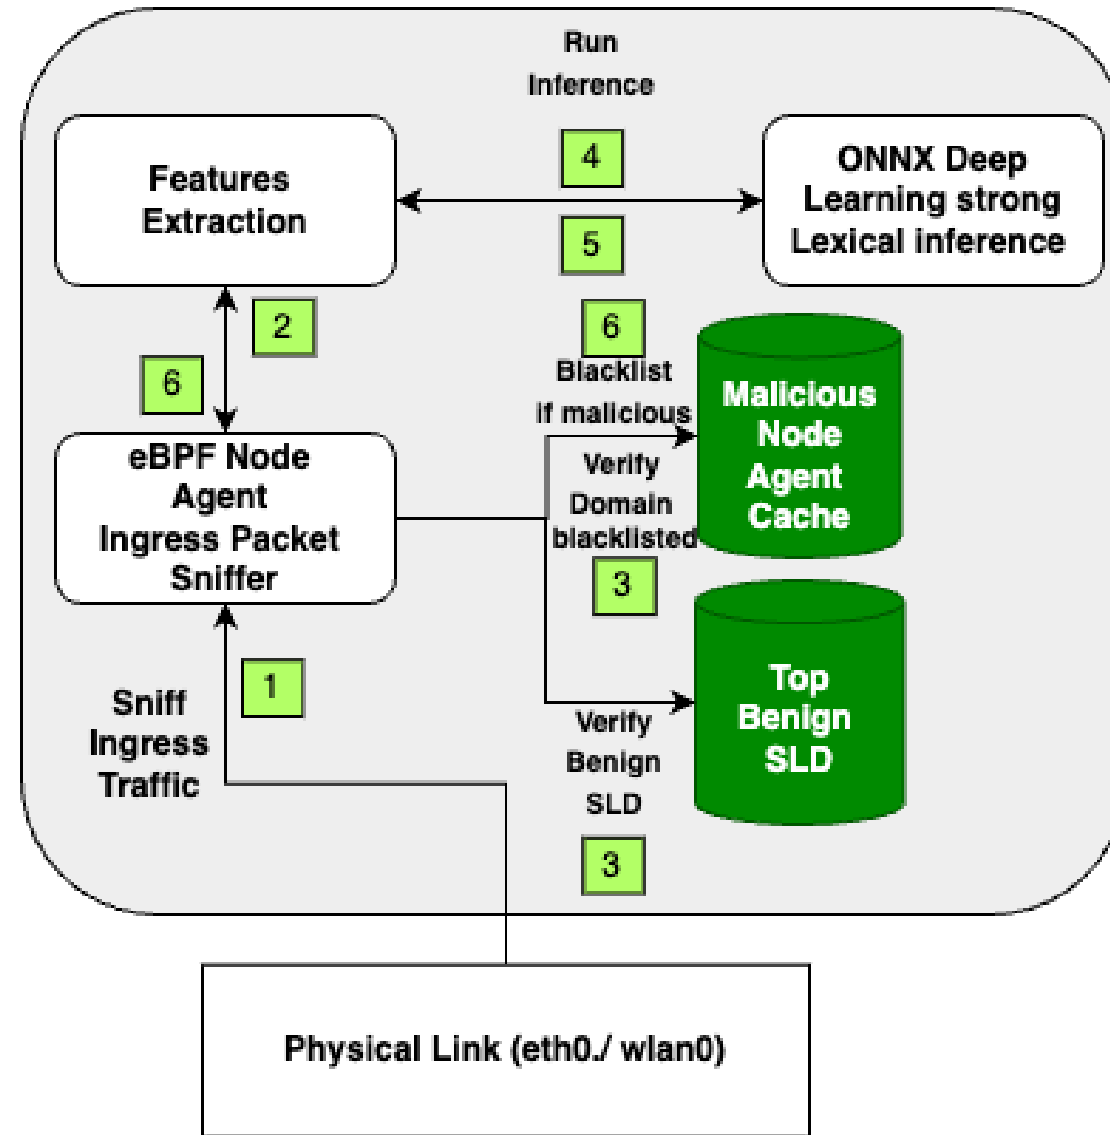 Run
Inference
4
5
Features
Extraction
ONNX Deep
Learning strong
Lexical inference
2
6
6
Blacklist
if malicious
Verify
Domain
blacklisted
3
Malicious
Node
Agent
Cache
eBPF Node
Agent
Ingress Packet
Sniffer
1
Sniff
Ingress
Traffic
Top
Benign
SLD
Verify
Benign
SLD
3
Physical Link (eth0./ wlan0)